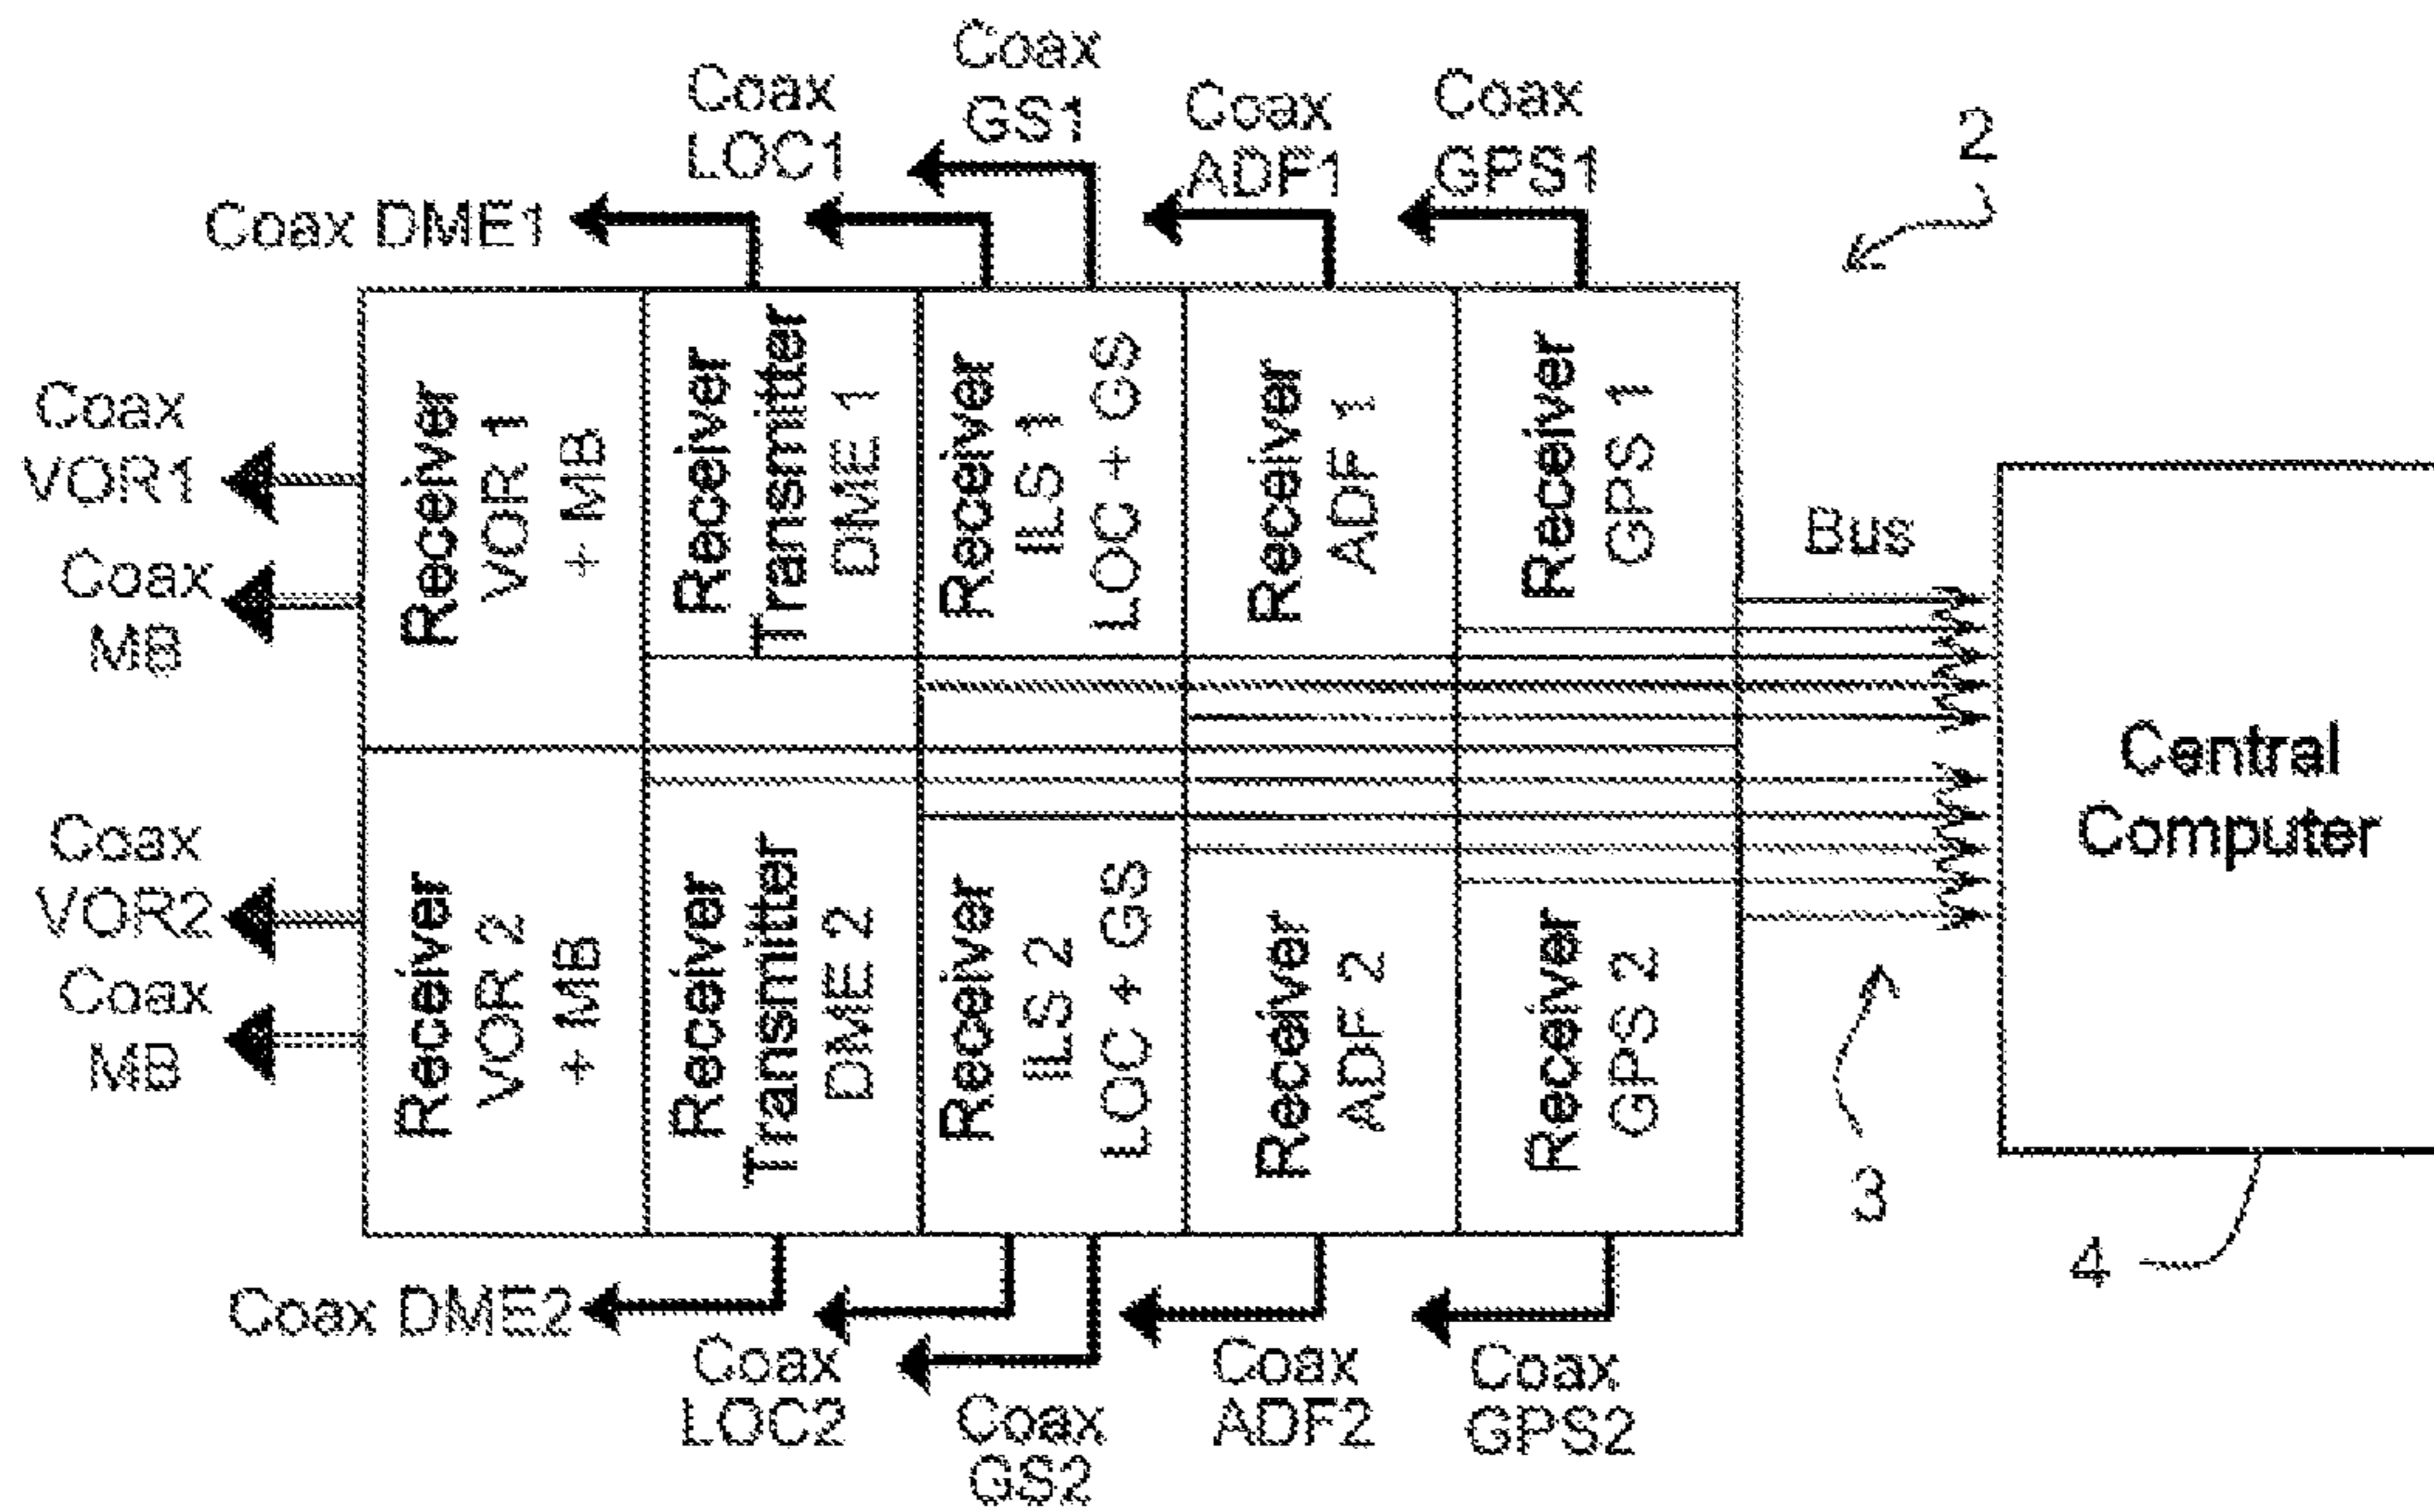 Coax
GS1
Coax
LOC1
Coax
ADF1
Coax
GPS1
2
Coax DME1
Coax
VOR1
Coax
MB
Receiver
VOR 1
+ MB
Receiver
Transmitter
DME 1
Receiver
ILS 1
LOC + GS
Receiver
ADF 1
Receiver
GPS 1
Bus
Central
Computer
Coax
VOR2
Coax
MB
Receiver
VOR 2
+ MB
Receiver
Transmitter
DME 2
Receiver
ILS 2
LOC + GS
Receiver
ADF 2
Receiver
GPS 2
3
4
Coax DME2
Coax
LOC2
Coax
GS2
Coax
ADF2
Coax
GPS2